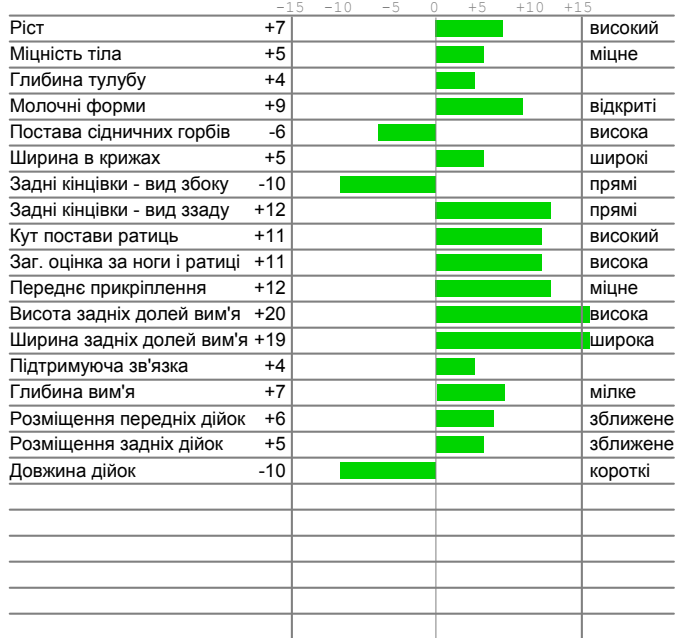 -15 -10 -5 0 +5 +10 +15
Ріст +7 високий
Міцність тіла +5 міцне
Глибина тулубу +4
Молочні форми +9 відкриті
Постава сідничних горбів -6 висока
Ширина в крижах +5 широкі
Задні кінцівки - вид збоку -10 прямі
Задні кінцівки - вид ззаду +12 прямі
Кут постави ратиць +11 високий
Заг. оцінка за ноги і ратиці +11 висока
Переднє прикріплення +12 міцне
Висота задніх долей вим'я +20 висока
Ширина задніх долей вим'я +19 широка
Підтримуюча зв'язка +4
Глибина вим'я +7 мілке
Розміщення передніх дійок +6 зближене
Розміщення задніх дійок +5 зближене
Довжина дійок -10 короткі